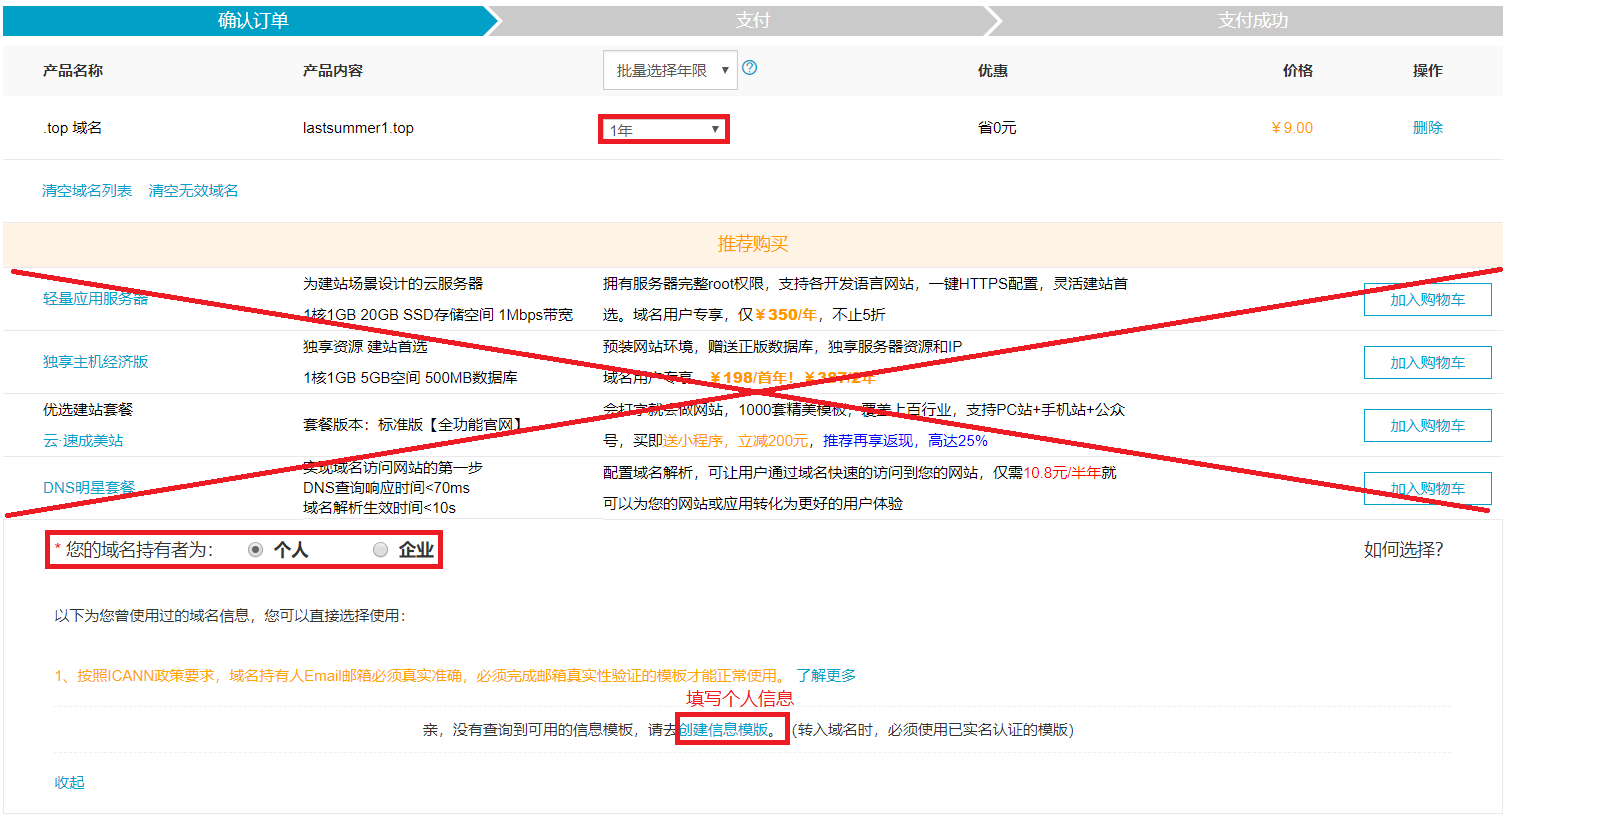 确认订单
支付
支付成功
产品名称
产品内容
批量选择年限
优惠
价格
操作
.top 域名
lastsummer1.top
1年
省0元
￥9.00
删除
清空域名列表 清空无效域名
推荐购买
轻量应用服务器
为建站场景设计的云服务器
1核1GB 20GB SSD存储空间 1Mbps带宽
拥有服务器完整root权限，支持各开发语言网站，一键HTTPS配置，灵活建站首
选。域名用户专享，仅￥350/年，不止5折
加入购物车
独享主机经济版
独享资源 建站首选
1核1GB 5GB空间 500MB数据库
预装网站环境，赠送正版数据库，独享服务器资源和IP
域名用户专享，￥198/首年！￥387/2年
加入购物车
优选建站套餐
云·速成美站
套餐版本：标准版【全功能官网】
会打字就会做网站，1000套精美模板，覆盖上百行业，支持PC站+手机站+公众
号，买即送小程序，立减200元，推荐再享返现，高达25%
加入购物车
DNS明星套餐
实现域名访问网站的第一步
DNS查询响应时间<70ms
域名解析生效时间<10s
配置域名解析，可让用户通过域名快速的访问到您的网站，仅需10.8元/半年就
可以为您的网站或应用转化为更好的用户体验
加入购物车
* 您的域名持有者为： 个人 企业
如何选择?
以下为您曾使用过的域名信息，您可以直接选择使用：
1、按照ICANN政策要求，域名持有人Email邮箱必须真实准确，必须完成邮箱真实性验证的模板才能正常使用。 了解更多
填写个人信息
亲，没有查询到可用的信息模板，请去创建信息模版。 (转入域名时，必须使用已实名认证的模版)
收起